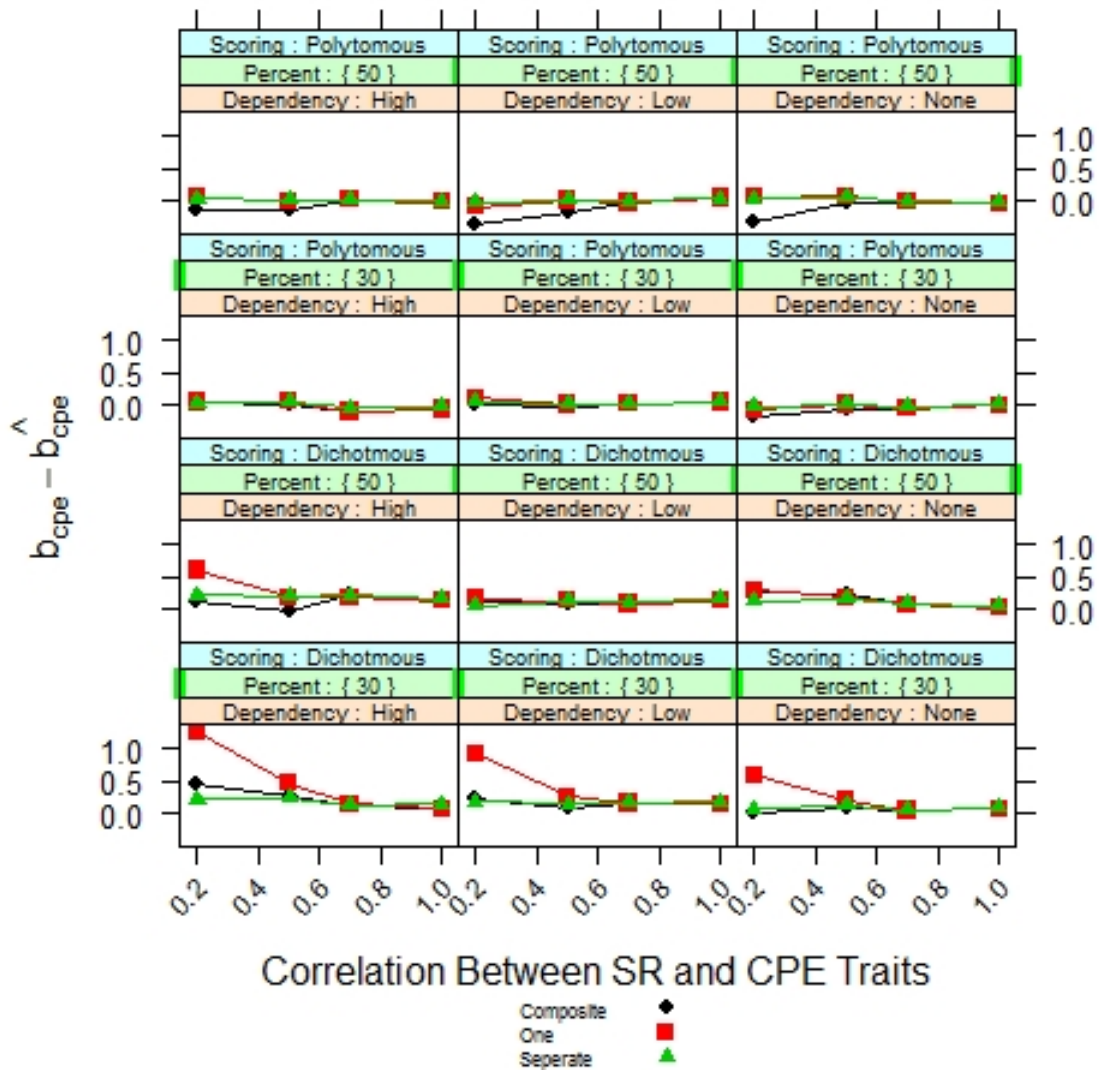 Scoring : Polytomous Scoring : Polytomous Scoring : Polytomous
Percent : { 50 } Percent : { 50 } Percent : { 50 }
Dependency : High Dependency : Low Dependency : None
1.0
0.5
0.0
Scoring : Polytomous Scoring : Polytomous Scoring : Polytomous
Percent : { 30 } Percent : { 30 } Percent : { 30 }
Dependency : High Dependency : Low Dependency : None
1.0
0.5
0.0
b_cpe − b̂_cpe
Scoring : Dichotmous Scoring : Dichotmous Scoring : Dichotmous
Percent : { 50 } Percent : { 50 } Percent : { 50 }
Dependency : High Dependency : Low Dependency : None
1.0
0.5
0.0
Scoring : Dichotmous Scoring : Dichotmous Scoring : Dichotmous
Percent : { 30 } Percent : { 30 } Percent : { 30 }
Dependency : High Dependency : Low Dependency : None
1.0
0.5
0.0
0.2 0.4 0.6 0.8 1.0 0.2 0.4 0.6 0.8 1.0 0.2 0.4 0.6 0.8 1.0
Correlation Between SR and CPE Traits
Composite
One
Seperate